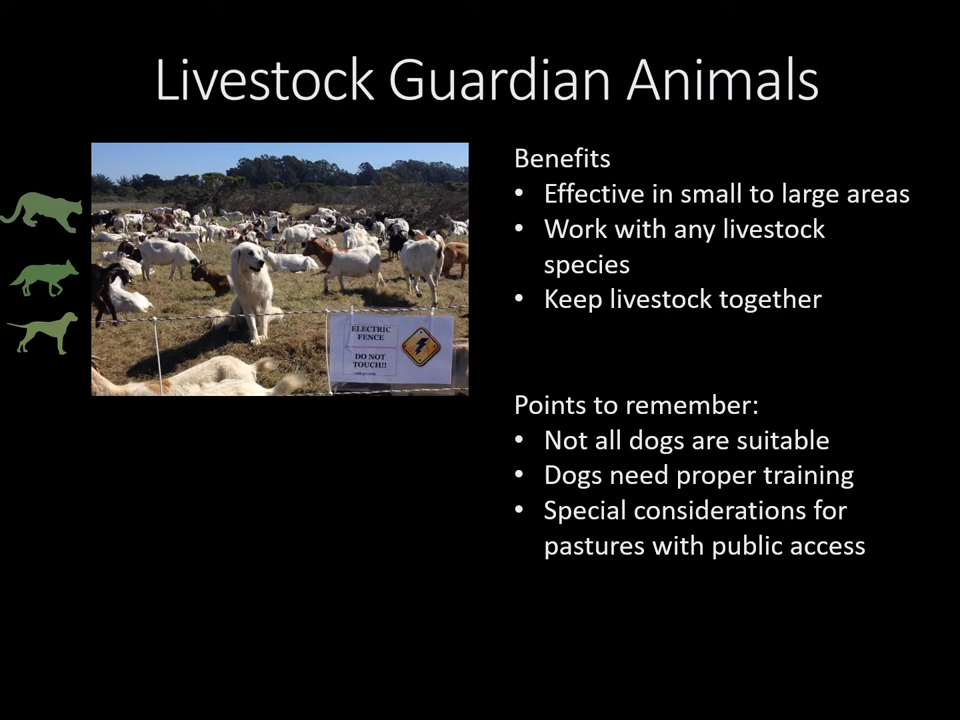 Livestock Guardian Animals
Benefits
• Effective in small to large areas
• Work with any livestock
species
• Keep livestock together
ELECTRIC
FENCE
DO NOT
TOUCH!!
Points to remember:
• Not all dogs are suitable
• Dogs need proper training
• Special considerations for
pastures with public access